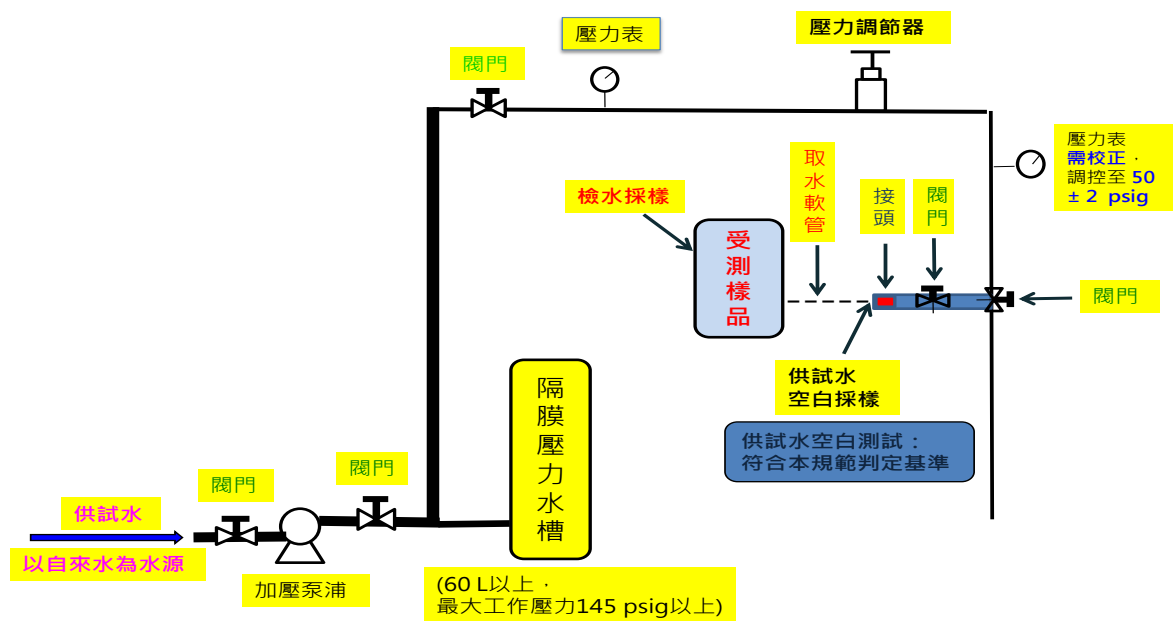 壓力表
壓力調節器
閥門
壓力表
需校正．
調控至 50
± 2 psig
取水軟管
接頭
閥門
檢水採樣
受測樣品
閥門
供試水
空白採樣
隔膜壓力水槽
供試水空白測試：
符合本規範判定基準
閥門
閥門
供試水
以自來水為水源
加壓泵浦
(60 L以上．
最大工作壓力145 psig以上)